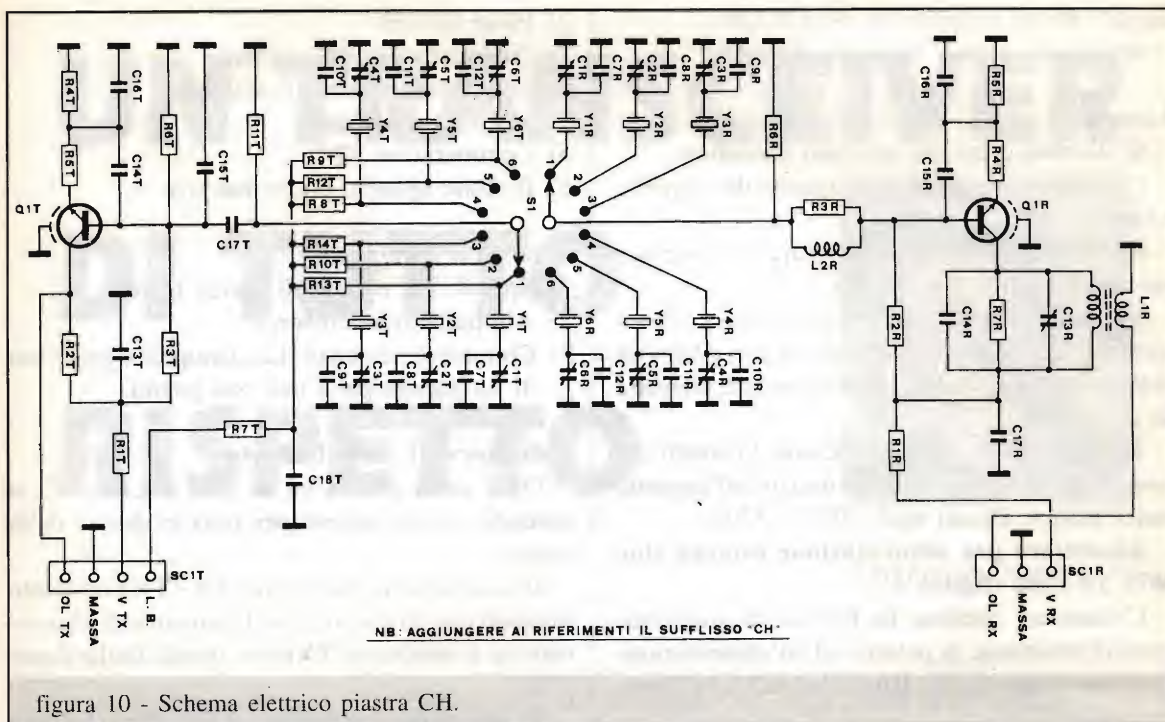 C10T C4T C11T C5T C12T C6T C1R C7R C2R C8R C3R C9R
R4T C16T R6T C15T R11T Y4T Y5T Y6T Y1R Y2R Y3R R6R C16R R5R
R5T C14T R9T R12T R8T C15R R4R
6 5 4 S1 1 2 3
Q1T C17T R3R L2R Q1R
R14T R10T R13T 3 2 1 4 5 6
R2T C13T R3T Y3T Y2T Y1T Y6R Y5R Y4R R2R C14R R7R C13R L1R
C9T C3T C8T C2T C7T C1T C6R C12R C5R C11R C4R C10R
R1T R7T C18T R1R C17R
SC1T SC1R
OL TX MASSA V TX L.B. OL RX MASSA V RX
NB: AGGIUNGERE AI RIFERIMENTI IL SUFFLISSO "CH"
figura 10 - Schema elettrico piastra CH.